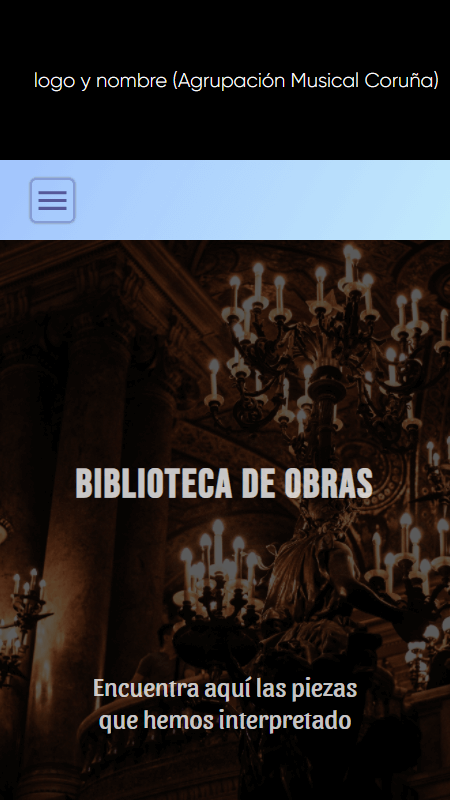 logo y nombre (Agrupación Musical Coruña)
BIBLIOTECA DE OBRAS
Encuentra aquí las piezas
que hemos interpretado